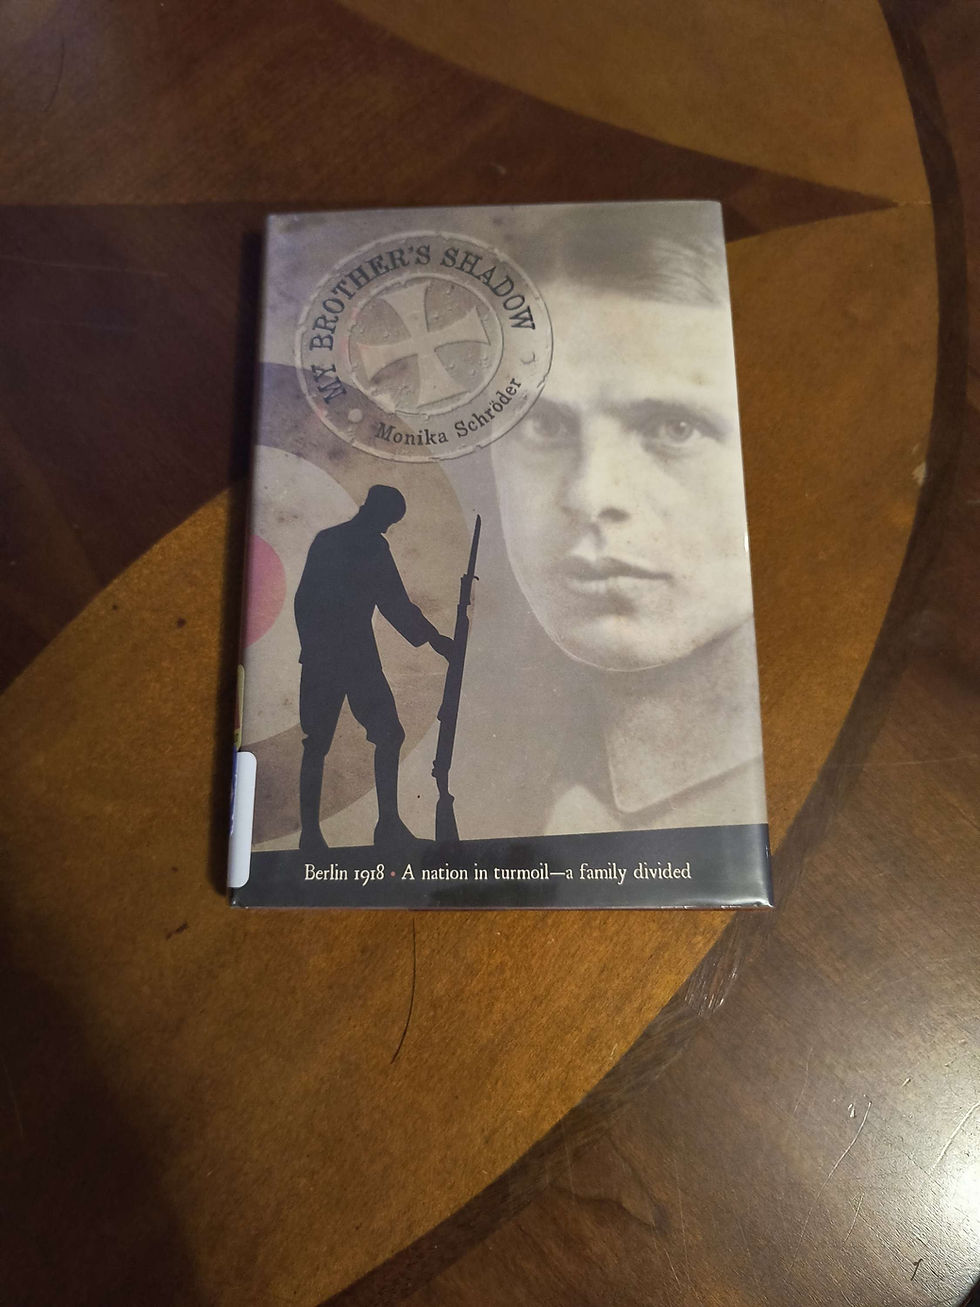 MY BROTHER'S SHADOW
Monika Schröder
Berlin 1918 • A nation in turmoil—a family divided